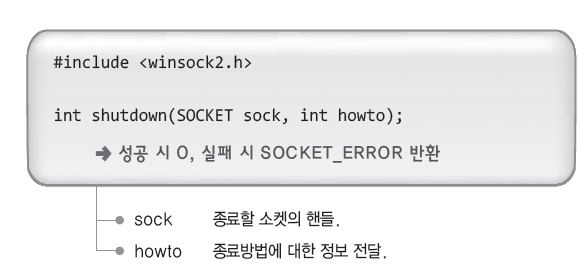 #include <winsock2.h>
int shutdown(SOCKET sock, int howto);
➔ 성공 시 0, 실패 시 SOCKET_ERROR 반환
sock 종료할 소켓의 핸들.
howto 종료방법에 대한 정보 전달.